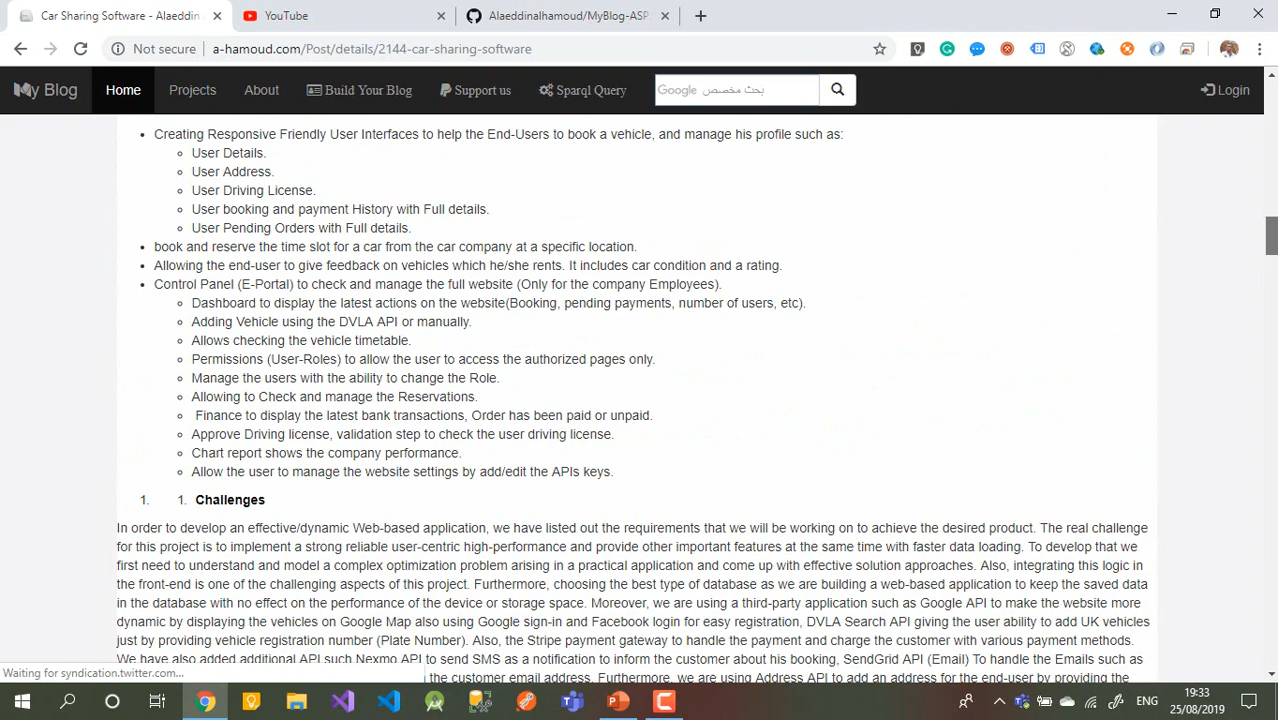 Car Sharing Software - Alaeddin
YouTube
Alaeddinalhamoud/MyBlog-ASP
Not secure
a-hamoud.com/Post/details/2144-car-sharing-software
My Blog
Home
Projects
About
Build Your Blog
Support us
Sparql Query
Google بحث مخصص
Login
Creating Responsive Friendly User Interfaces to help the End-Users to book a vehicle, and manage his profile such as:
User Details.
User Address.
User Driving License.
User booking and payment History with Full details.
User Pending Orders with Full details.
book and reserve the time slot for a car from the car company at a specific location.
Allowing the end-user to give feedback on vehicles which he/she rents. It includes car condition and a rating.
Control Panel (E-Portal) to check and manage the full website (Only for the company Employees).
Dashboard to display the latest actions on the website(Booking, pending payments, number of users, etc).
Adding Vehicle using the DVLA API or manually.
Allows checking the vehicle timetable.
Permissions (User-Roles) to allow the user to access the authorized pages only.
Manage the users with the ability to change the Role.
Allowing to Check and manage the Reservations.
Finance to display the latest bank transactions, Order has been paid or unpaid.
Approve Driving license, validation step to check the user driving license.
Chart report shows the company performance.
Allow the user to manage the website settings by add/edit the APIs keys.
1. 1. Challenges
In order to develop an effective/dynamic Web-based application, we have listed out the requirements that we will be working on to achieve the desired product. The real challenge
for this project is to implement a strong reliable user-centric high-performance and provide other important features at the same time with faster data loading. To develop that we
first need to understand and model a complex optimization problem arising in a practical application and come up with effective solution approaches. Also, integrating this logic in
the front-end is one of the challenging aspects of this project. Furthermore, choosing the best type of database as we are building a web-based application to keep the saved data
in the database with no effect on the performance of the device or storage space. Moreover, we are using a third-party application such as Google API to make the website more
dynamic by displaying the vehicles on Google Map also using Google sign-in and Facebook login for easy registration, DVLA Search API giving the user ability to add UK vehicles
just by providing vehicle registration number (Plate Number). Also, the Stripe payment gateway to handle the payment and charge the customer with various payment methods.
We have also added additional API such Nexmo API to send SMS as a notification to inform the customer about his booking, SendGrid API (Email) To handle the Emails such as
the customer email address. Furthermore, we are using Address API to add an address for the end-user by providing the
Waiting for syndication.twitter.com...
ENG
19:33
25/08/2019